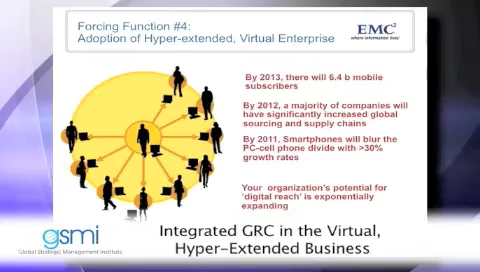 Forcing Function #4:
Adoption of Hyper-extended, Virtual Enterprise
EMC²
where information lives®
By 2013, there will 6.4 b mobile
subscribers
By 2012, a majority of companies will
have significantly increased global
sourcing and supply chains
By 2011, Smartphones will blur the
PC-cell phone divide with >30%
growth rates
Your organization's potential for
'digital reach' is exponentially
expanding
gsmi
Global Strategic Management Institute
Integrated GRC in the Virtual,
Hyper-Extended Business